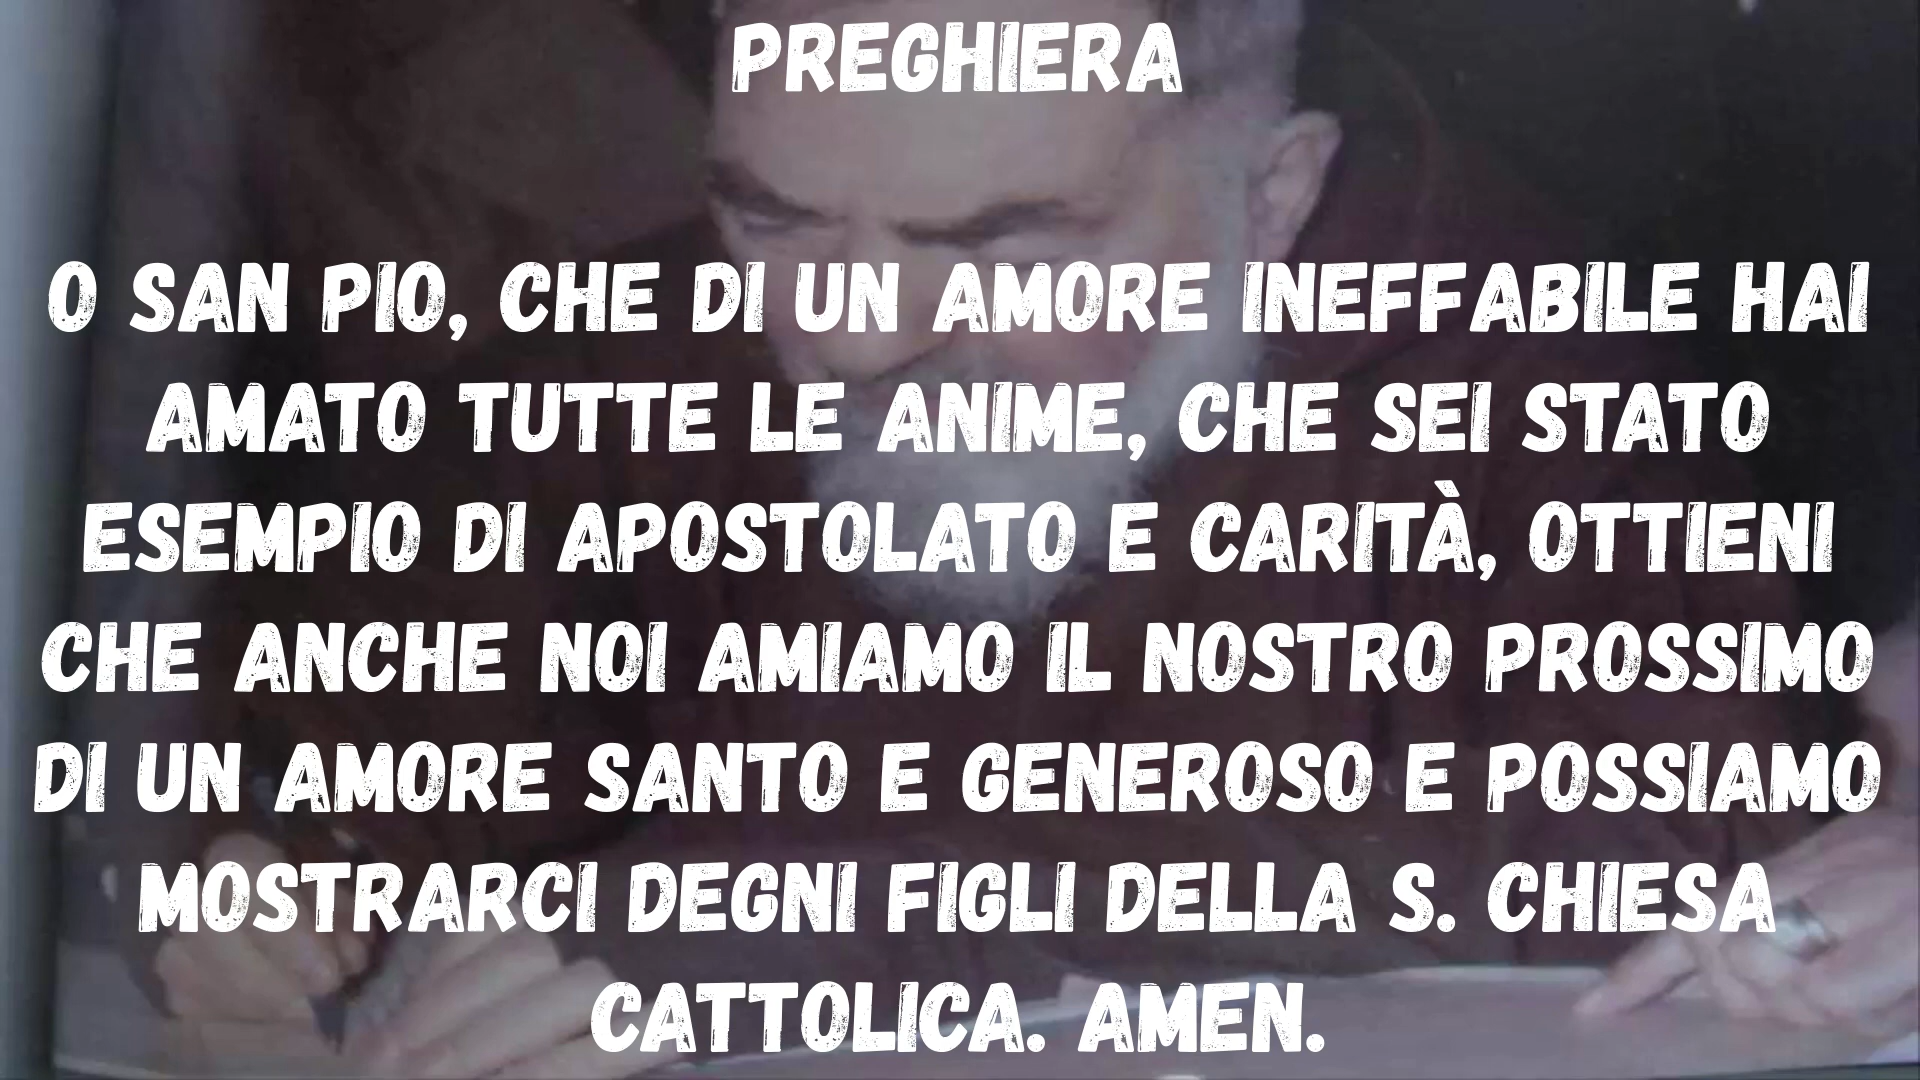 PREGHIERA
O SAN PIO, CHE DI UN AMORE INEFFABILE HAI
AMATO TUTTE LE ANIME, CHE SEI STATO
ESEMPIO DI APOSTOLATO E CARITÀ, OTTIENI
CHE ANCHE NOI AMIAMO IL NOSTRO PROSSIMO
DI UN AMORE SANTO E GENEROSO E POSSIAMO
MOSTRARCI DEGNI FIGLI DELLA S. CHIESA
CATTOLICA. AMEN.